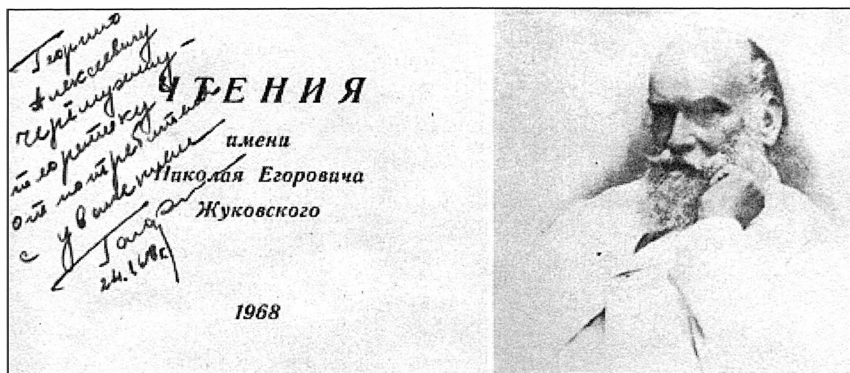 Георгию
Алексеевичу
Черёмухину -
теоретику
от потребителя
с уважением
24.1.68г.
ЧТЕНИЯ
имени
Николая Егоровича
Жуковского
1968